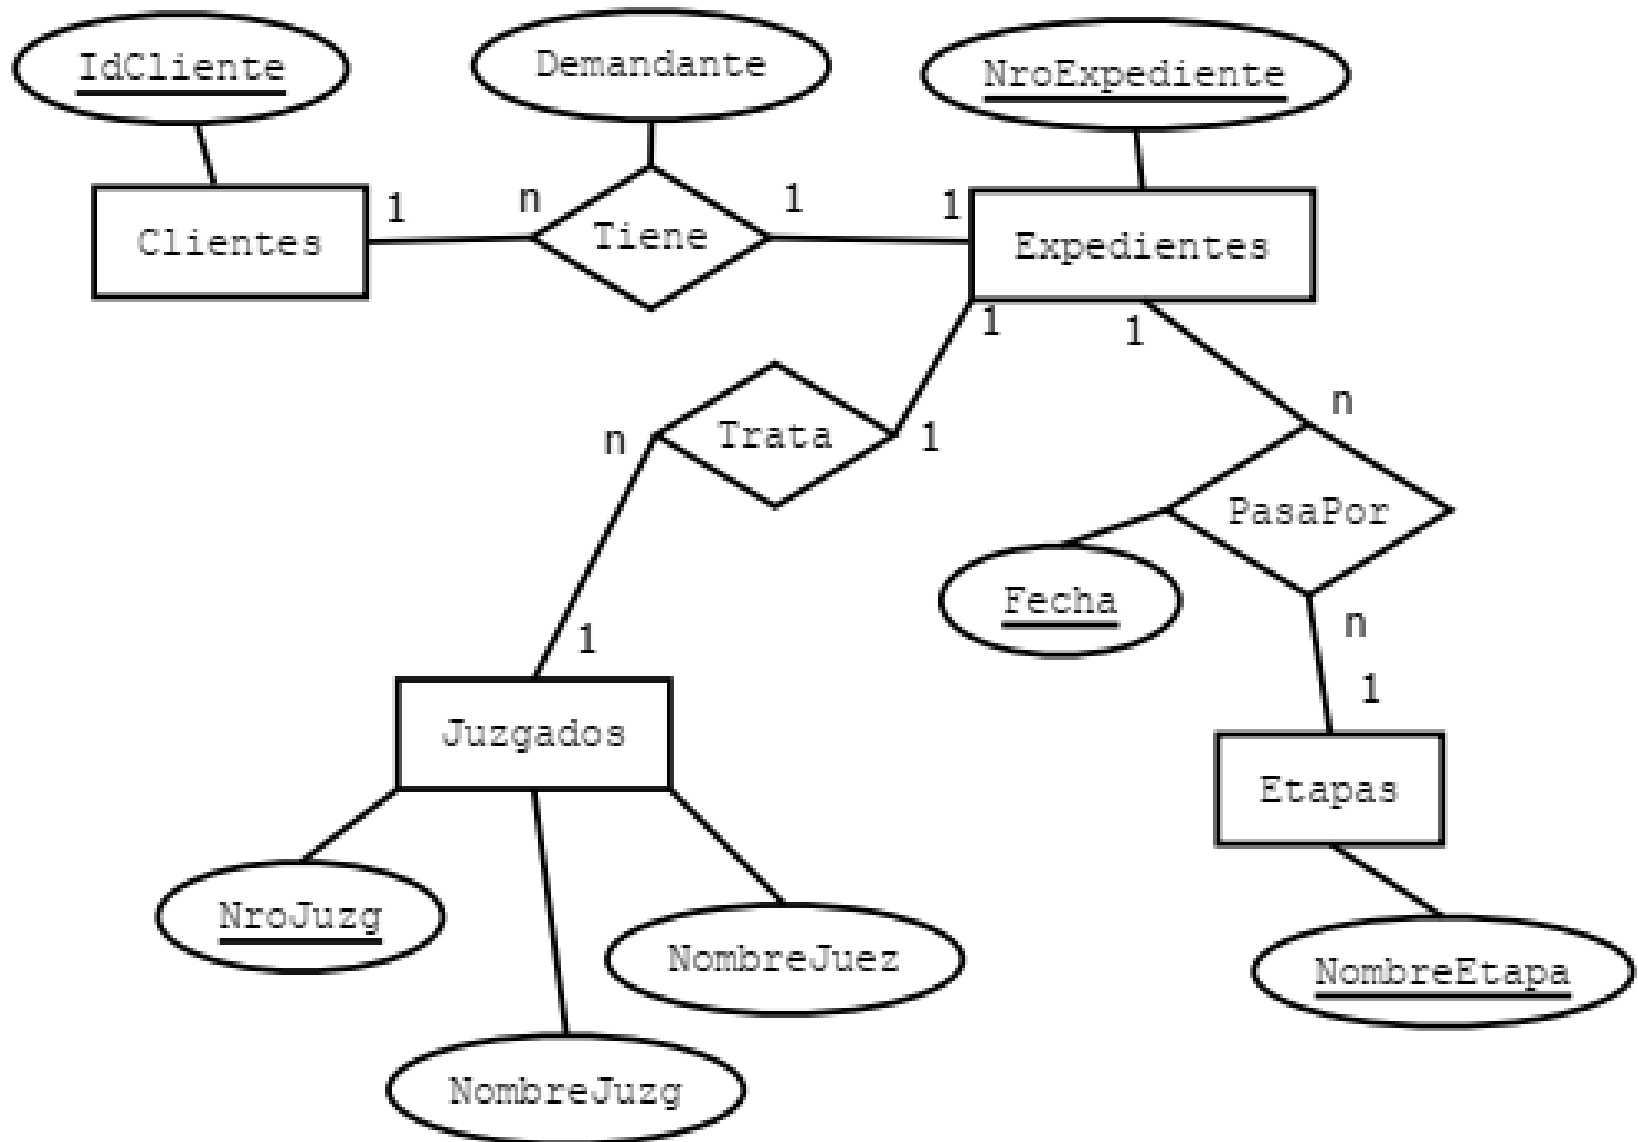 IdCliente
Demandante
NroExpediente
Clientes
1
n
Tiene
1
1
Expedientes
1
1
n
Trata
1
n
PasaPor
Fecha
n
1
1
Juzgados
Etapas
NroJuzg
NombreJuez
NombreEtapa
NombreJuzg